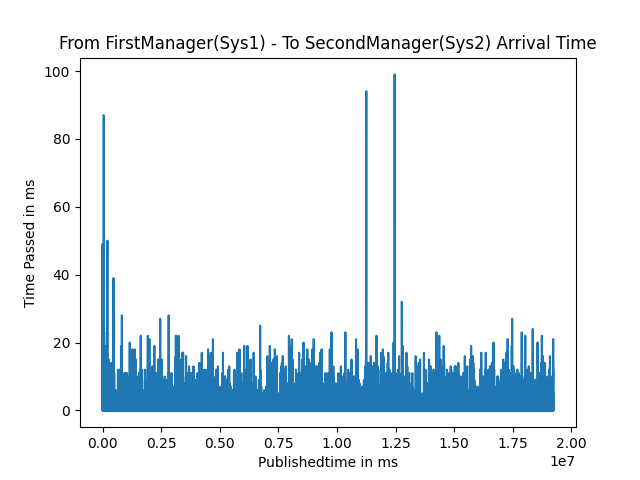 From FirstManager(Sys1) - To SecondManager(Sys2) Arrival Time
100
80
60
40
20
0
Time Passed in ms
0.00 0.25 0.50 0.75 1.00 1.25 1.50 1.75 2.00
1e7
Publishedtime in ms